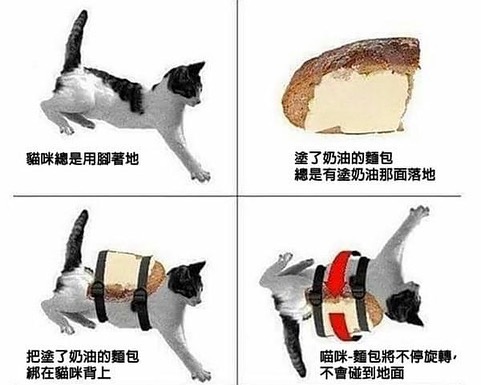 貓咪總是用腳著地
塗了奶油的麵包
總是有塗奶油那面落地
把塗了奶油的麵包
綁在貓咪背上
喵咪-麵包將不停旋轉，
不會碰到地面